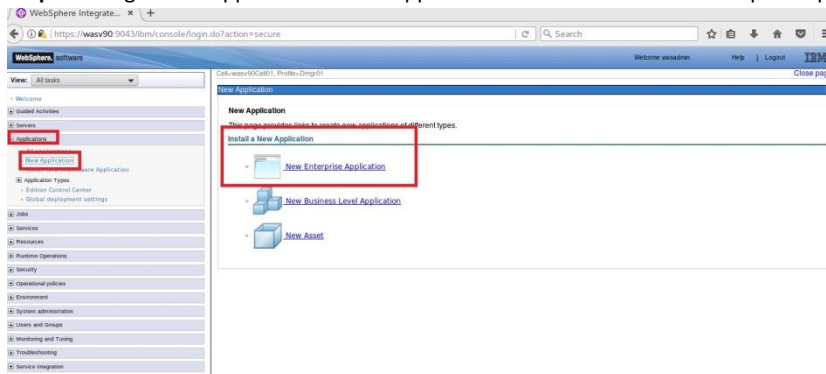 WebSphere Integrate... × +
https://wasv90:9043/ibm/console/login.do?action=secure
Search
WebSphere. software
Welcome wasadmin Help | Logout IBM
View: All tasks
Cell=wasv90Cell01, Profile=Dmgr01
Close pag
Welcome
Guided Activities
Servers
Applications
New Application
Application Types
Edition Control Center
Global deployment settings
Jobs
Services
Resources
Runtime Operations
Security
Operational policies
Environment
System administration
Users and Groups
Monitoring and Tuning
Troubleshooting
Service integration
New Application
New Application
This page provides links to create new applications of different types.
Install a New Application
New Enterprise Application
New Business Level Application
New Asset